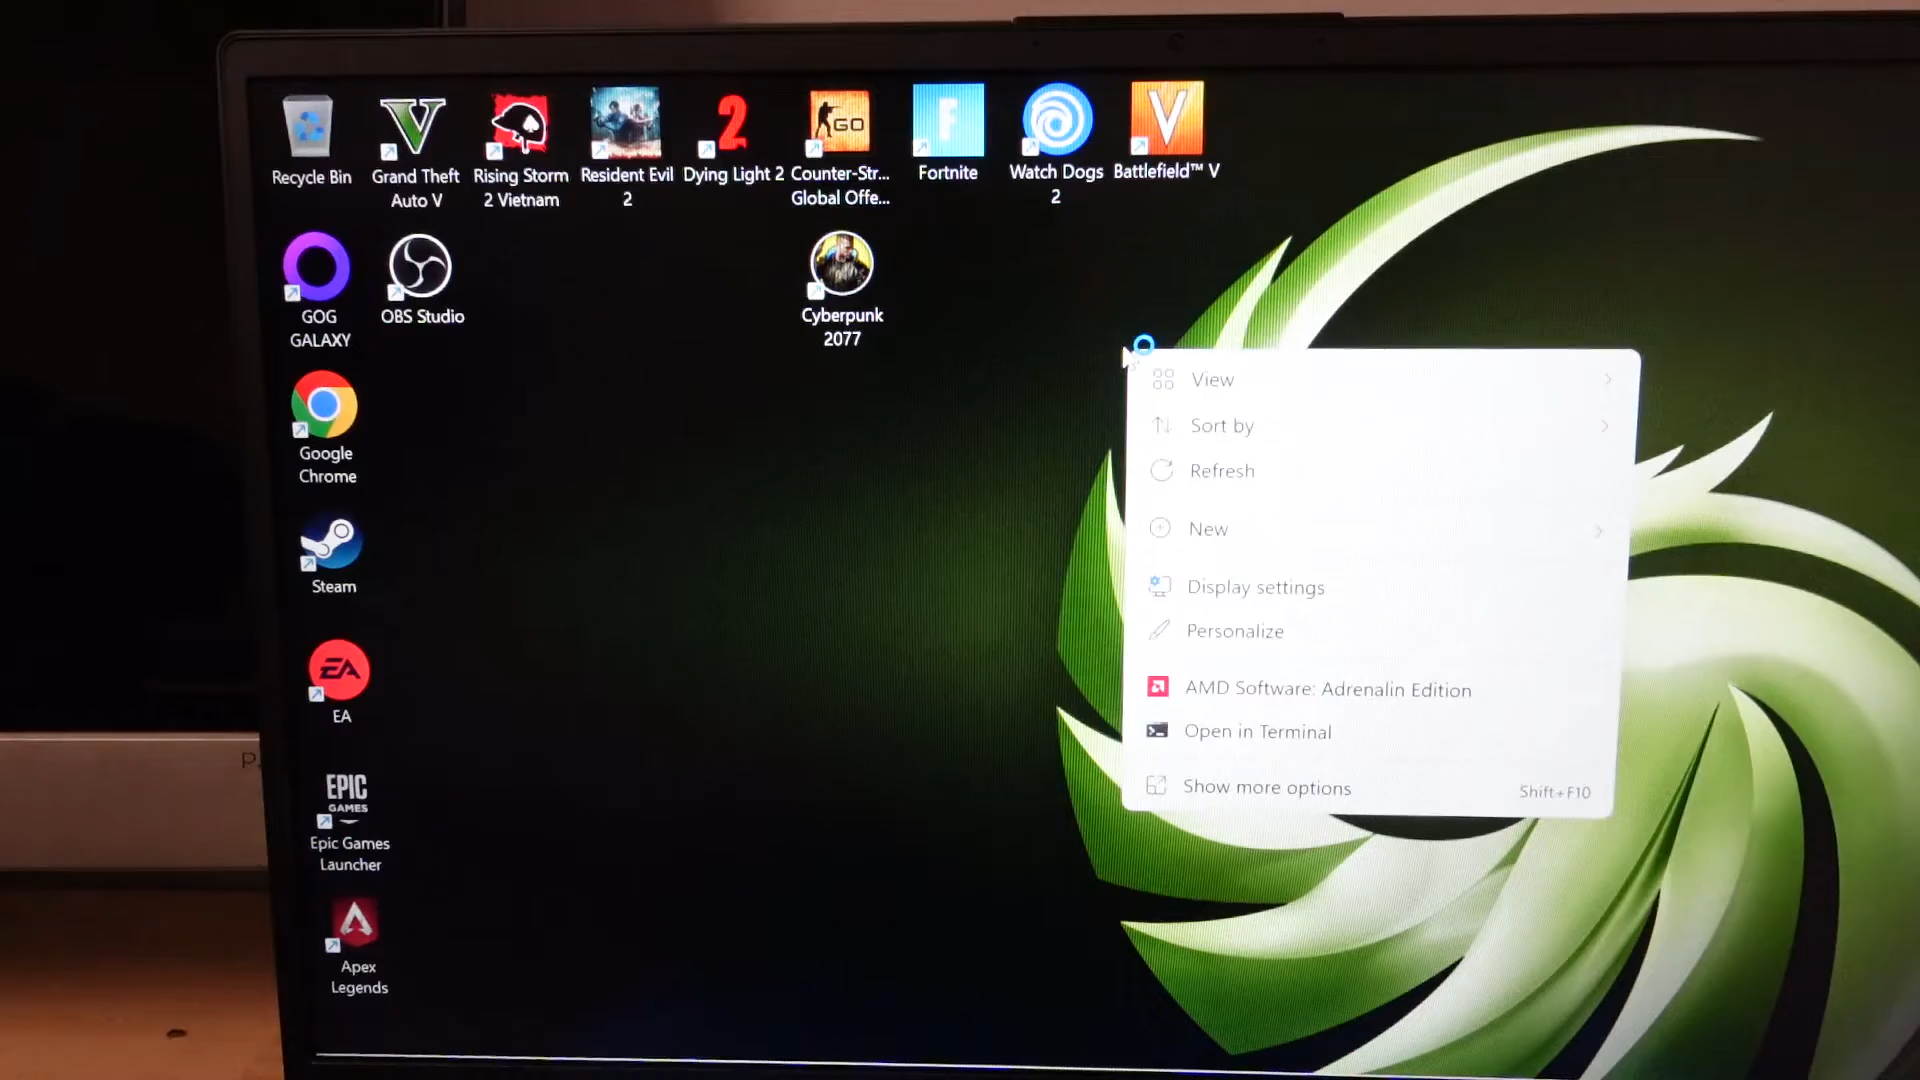 Recycle Bin
Grand Theft
Auto V
Rising Storm
2 Vietnam
Resident Evil
2
2
Dying Light 2
GO
Counter-Str...
Global Offe...
F
Fortnite
Watch Dogs
2
V
Battlefield™ V
GOG
GALAXY
OBS Studio
Cyberpunk
2077
Google
Chrome
Steam
EA
EA
EPIC
GAMES
Epic Games
Launcher
Apex
Legends
View
Sort by
Refresh
New
Display settings
Personalize
AMD Software: Adrenalin Edition
Open in Terminal
Show more options Shift+F10